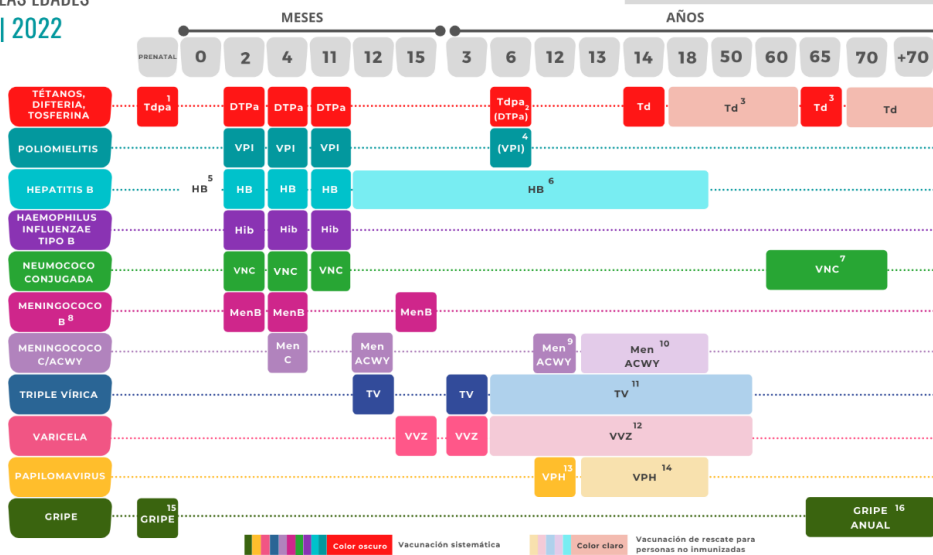 LAS EDADES
| 2022
MESES
AÑOS
PRENATAL 0 2 4 11 12 15 3 6 12 13 14 18 50 60 65 70 +70
TÉTANOS,
DIFTERIA,
TOSFERINA
Tdpa 1
DTPa DTPa DTPa
Tdpa 2
(DTPa)
Td
Td 3
Td 3
Td
POLIOMIELITIS
VPI VPI VPI
(VPI) 4
HEPATITIS B
HB 5
HB HB HB
HB 6
HAEMOPHILUS
INFLUENZAE
TIPO B
Hib Hib Hib
NEUMOCOCO
CONJUGADA
VNC VNC VNC
VNC 7
MENINGOCOCO
B 8
MenB MenB
MenB
MENINGOCOCO
C/ACWY
Men
C
Men
ACWY
Men 9
ACWY
Men 10
ACWY
TRIPLE VÍRICA
TV
TV
TV 11
VARICELA
VVZ VVZ
VVZ 12
PAPILOMAVIRUS
VPH 13
VPH 14
GRIPE
GRIPE 15
GRIPE 16
ANUAL
Color oscuro
Vacunación sistemática
Color claro
Vacunación de rescate para
personas no inmunizadas